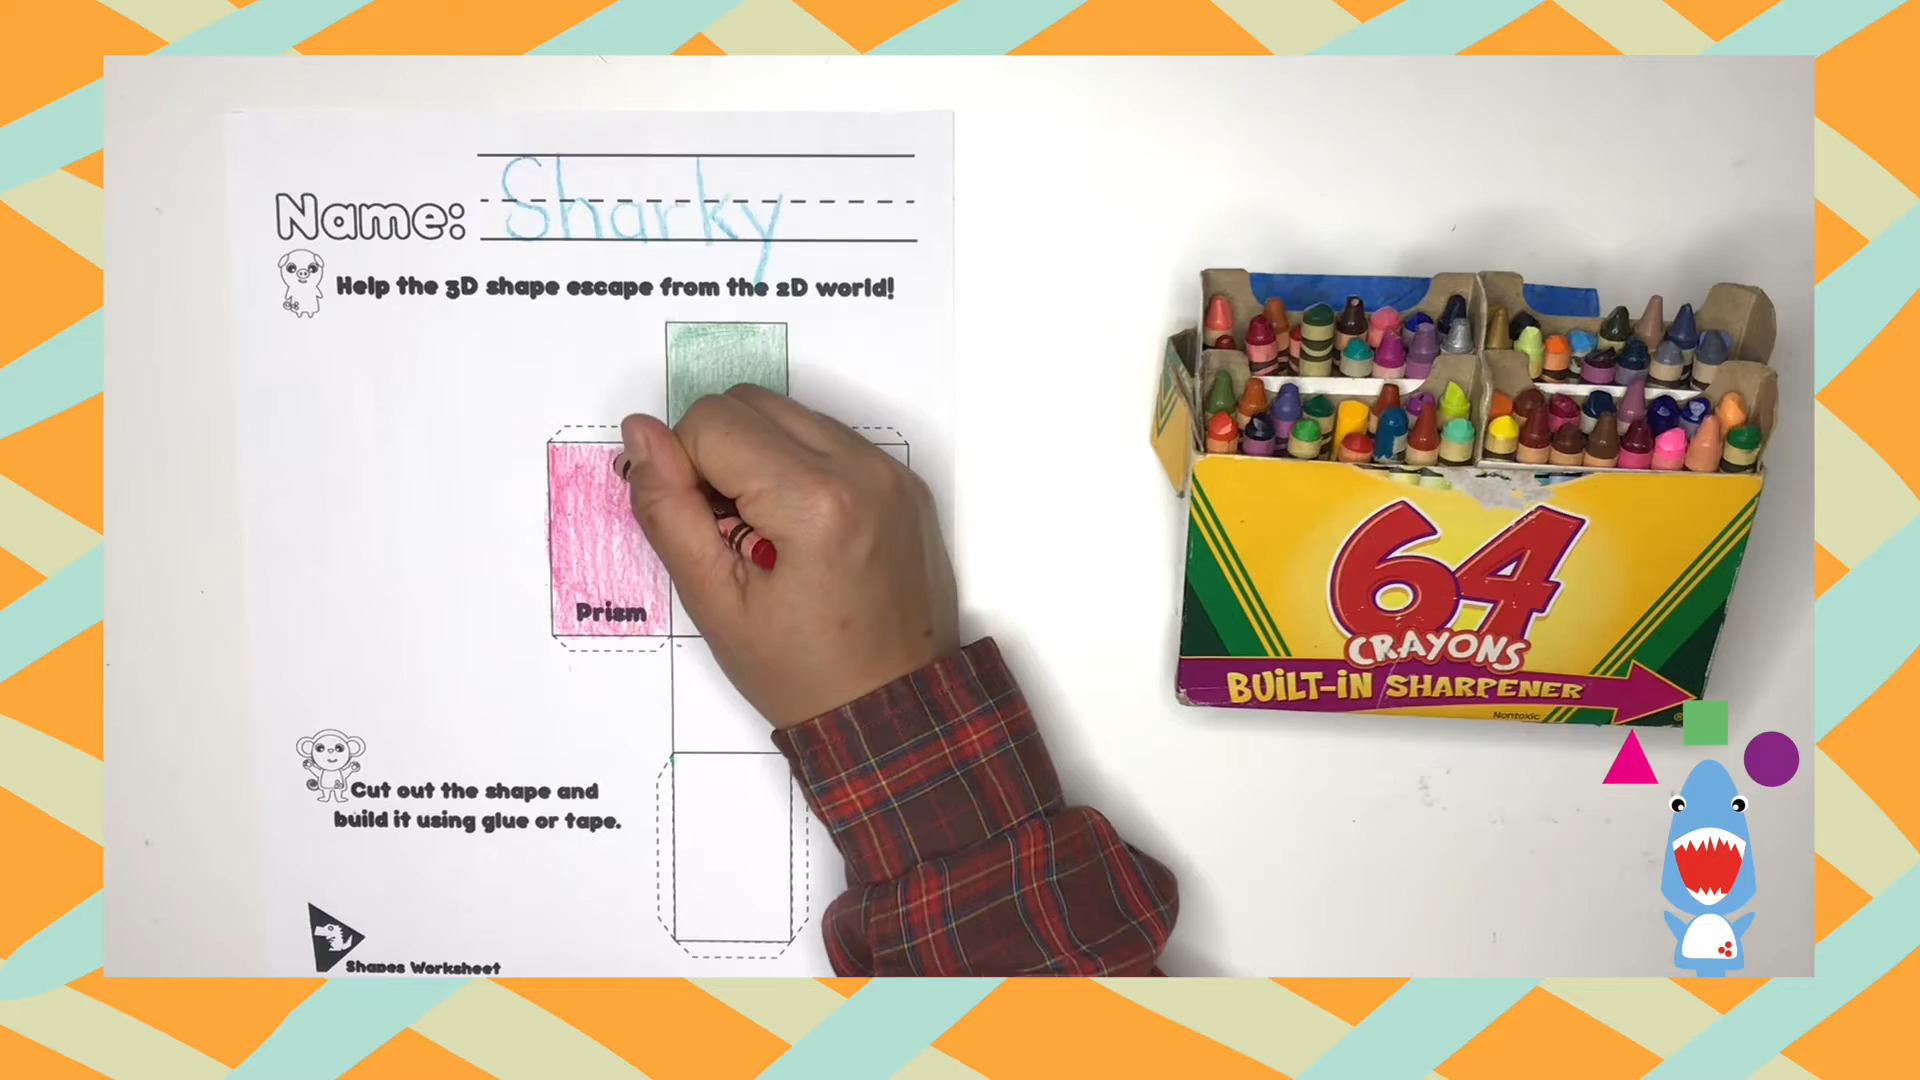 Name: Sharky
Help the 3D shape escape from the 2D world!
Prism
Cut out the shape and
build it using glue or tape.
Shapes Worksheet
64
CRAYONS
BUiLT-iN SHARPENER
Nontoxic